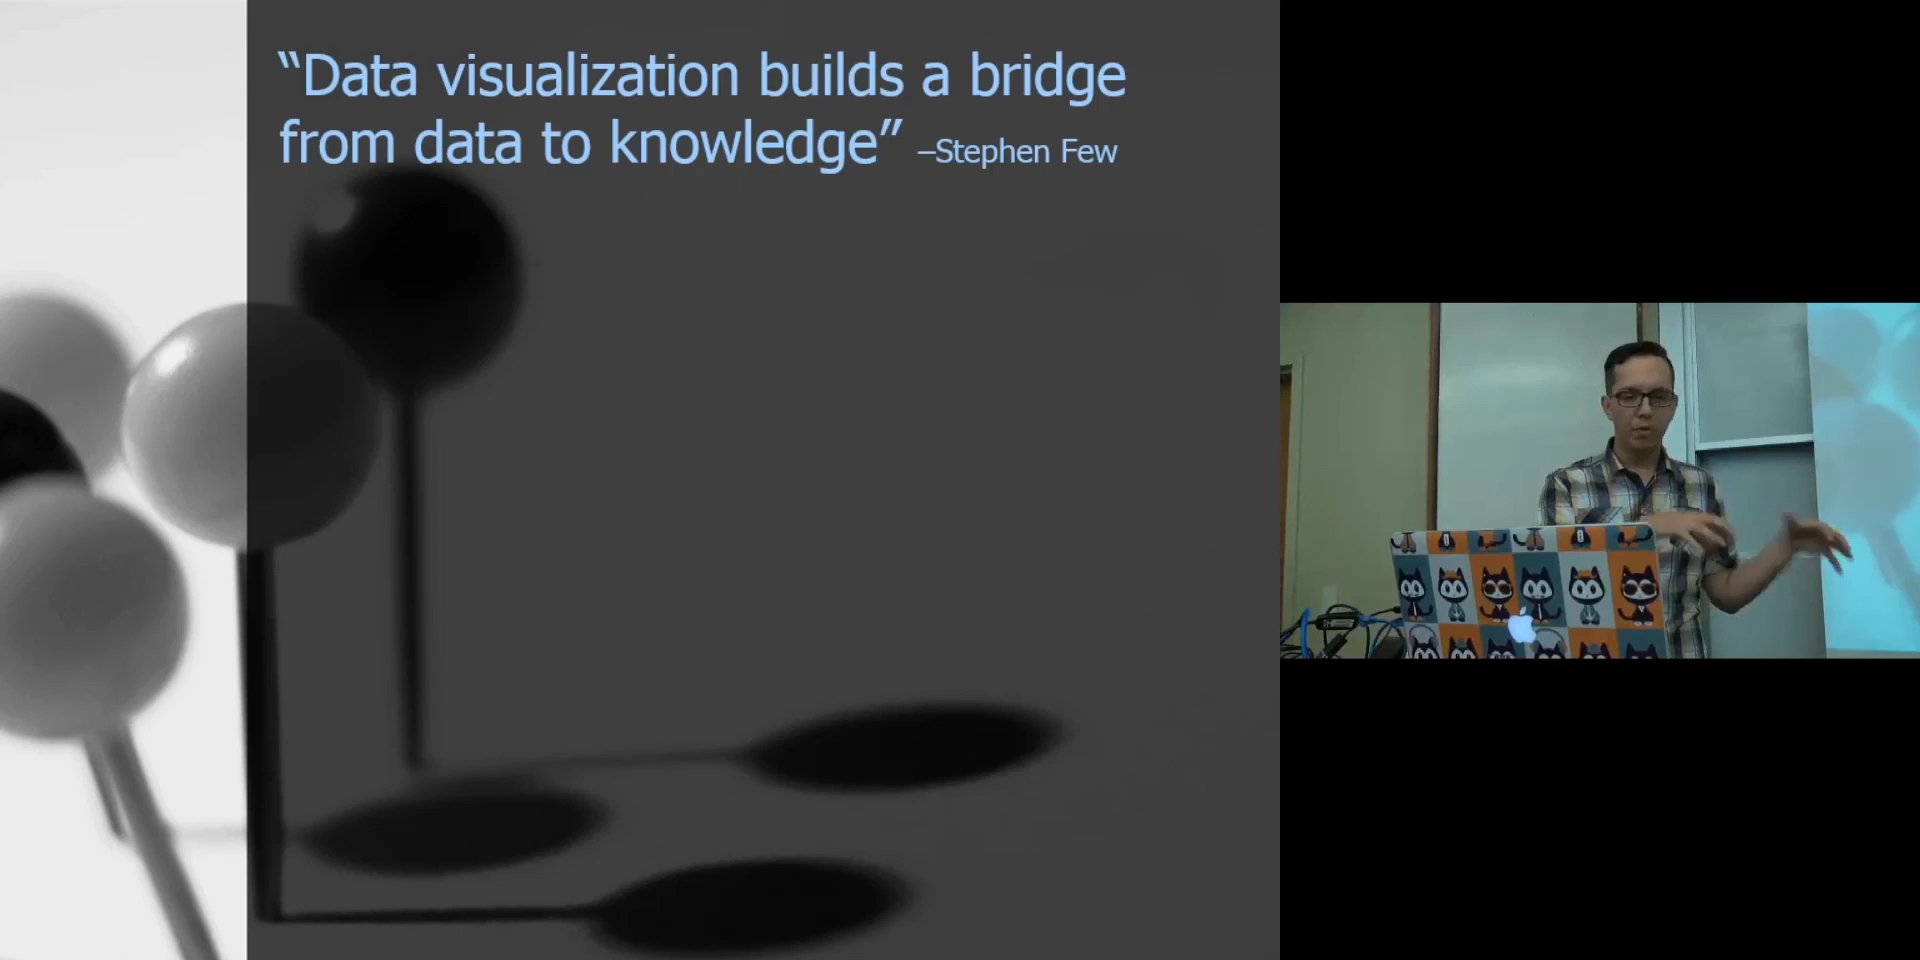 “Data visualization builds a bridge
from data to knowledge” –Stephen Few